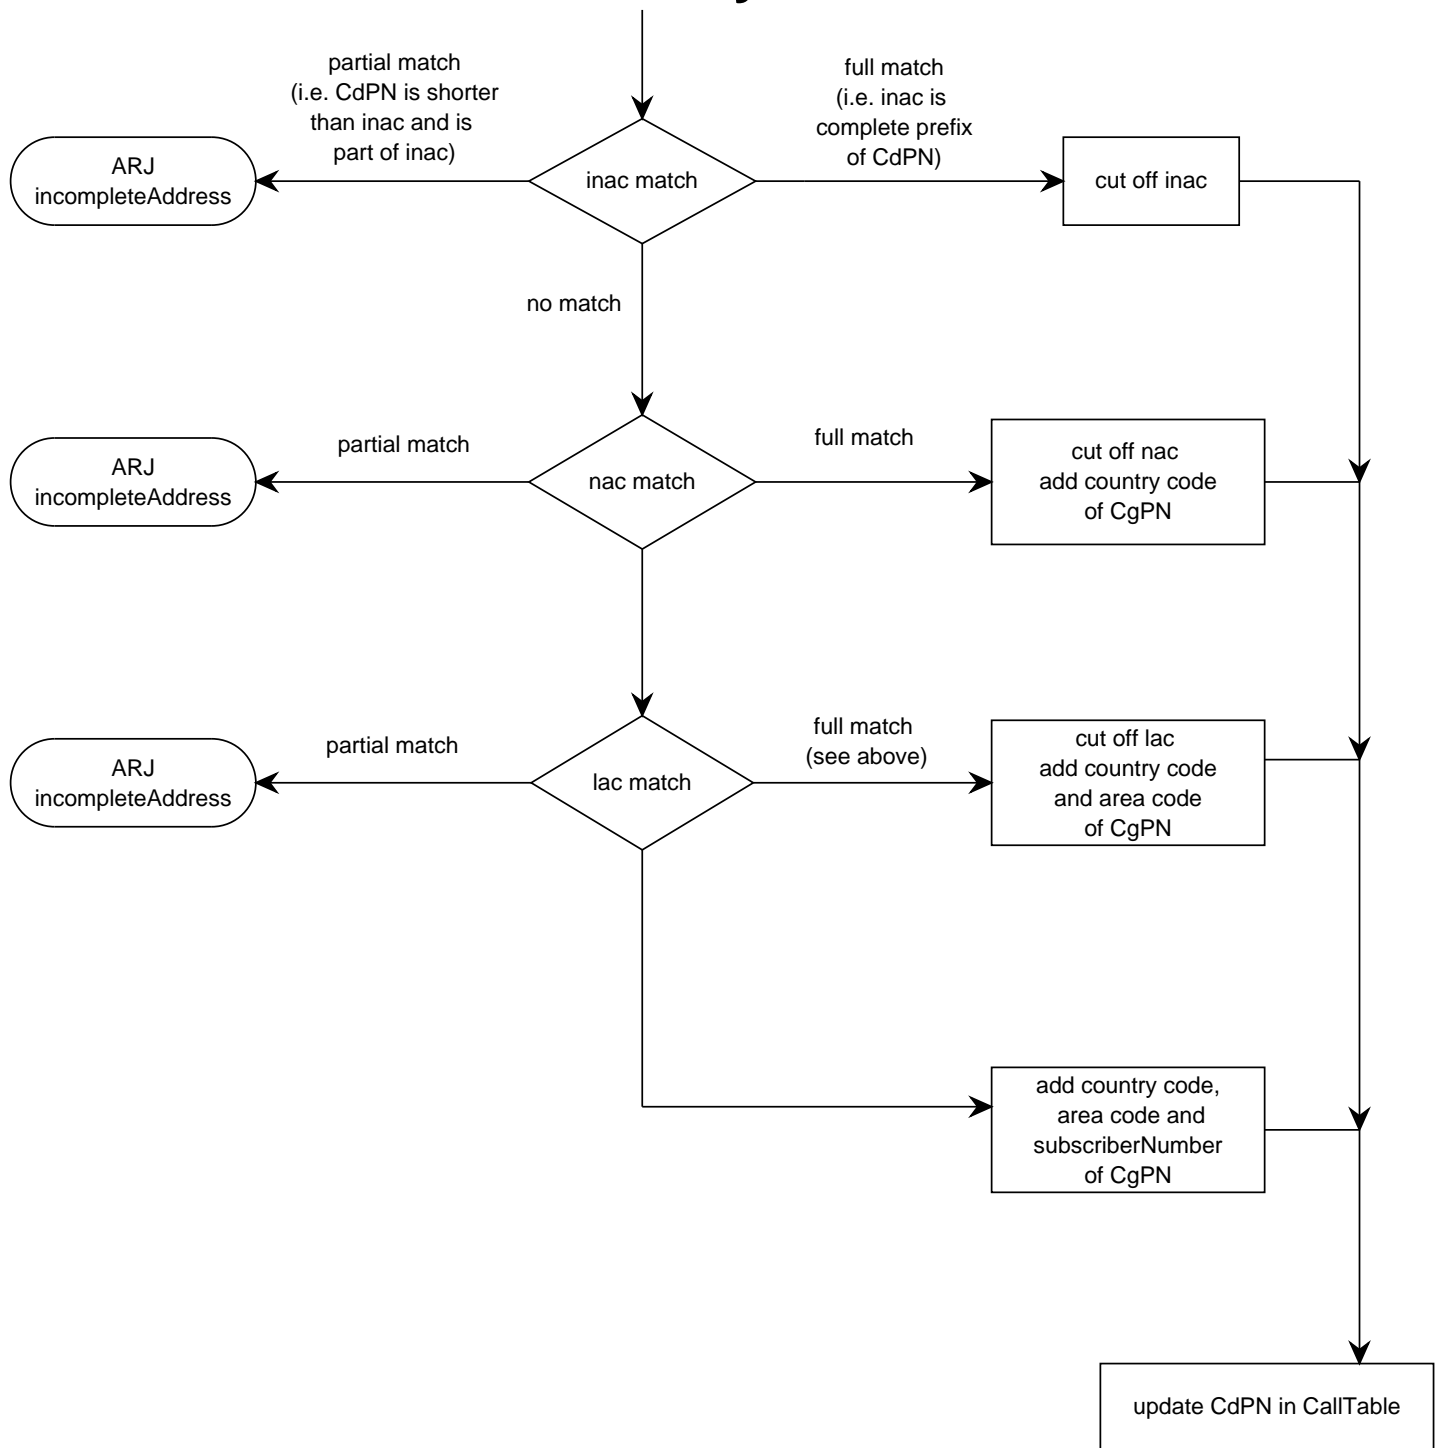 partial match
(i.e. CdPN is shorter
than inac and is
part of inac)
full match
(i.e. inac is
complete prefix
of CdPN)
ARJ
incompleteAddress
inac match
cut off inac
no match
ARJ
incompleteAddress
partial match
nac match
full match
cut off nac
add country code
of CgPN
ARJ
incompleteAddress
partial match
lac match
full match
(see above)
cut off lac
add country code
and area code
of CgPN
add country code,
area code and
subscriberNumber
of CgPN
update CdPN in CallTable